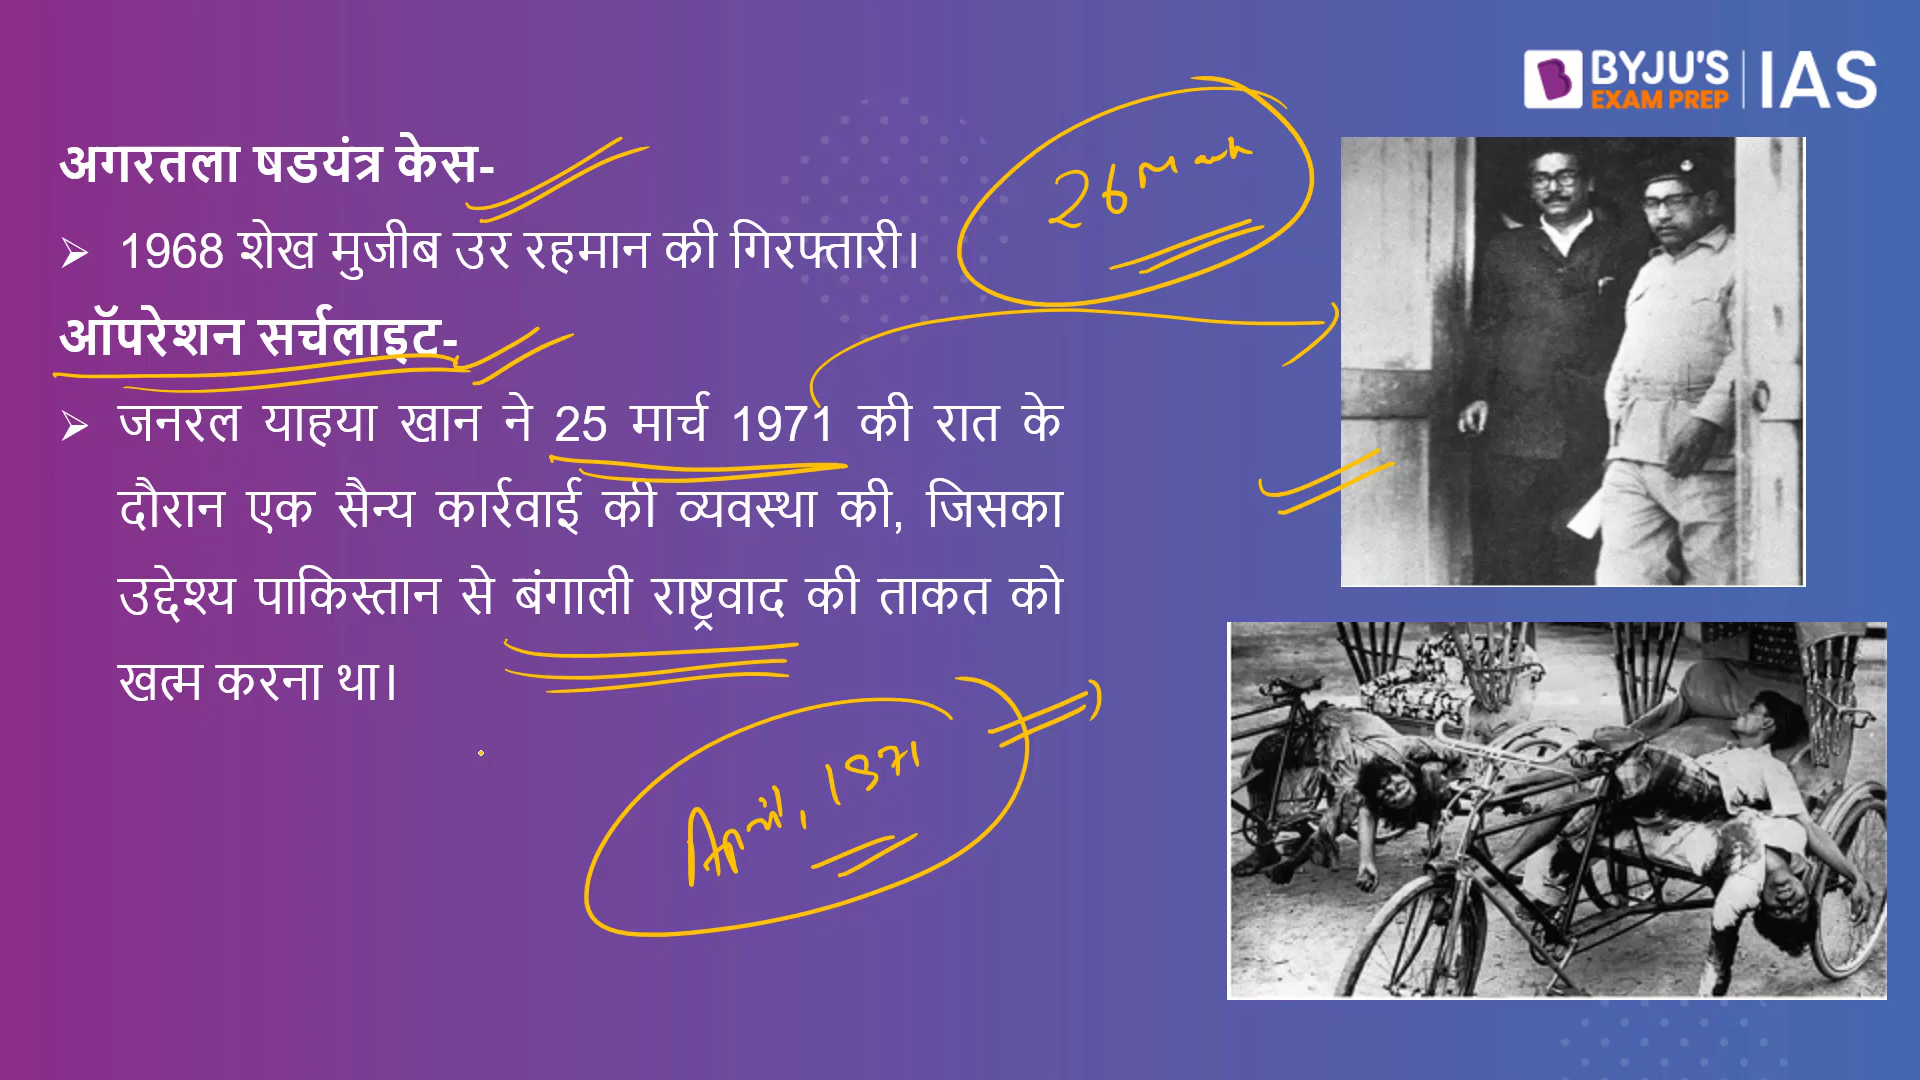 BYJU'S
EXAM PREP
IAS
अगरतला षडयंत्र केस-
1968 शेख मुजीब उर रहमान की गिरफ्तारी।
26 March
ऑपरेशन सर्चलाइट-
जनरल याहया खान ने 25 मार्च 1971 की रात के
दौरान एक सैन्य कार्रवाई की व्यवस्था की, जिसका
उद्देश्य पाकिस्तान से बंगाली राष्ट्रवाद की ताकत को
खत्म करना था।
April, 1971